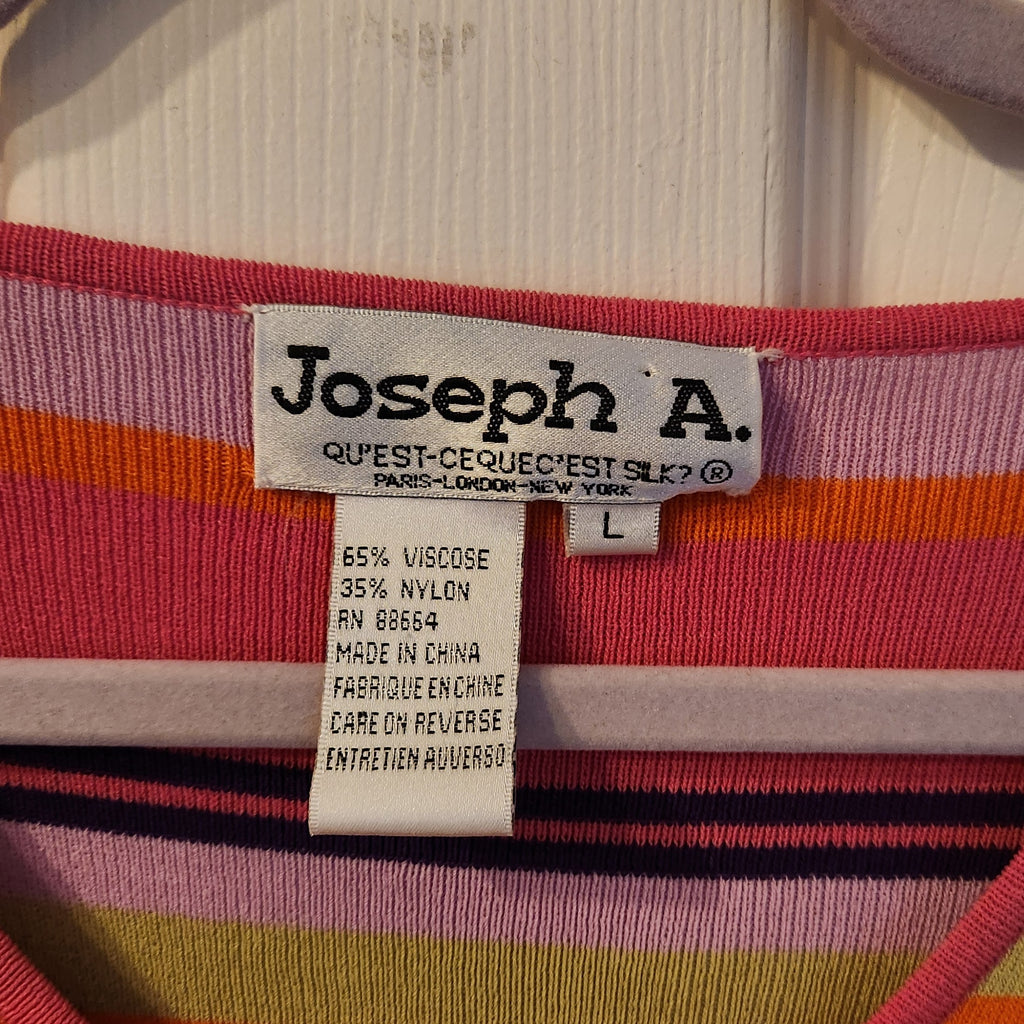 Joseph A.
QU'EST-CEQUEC'EST SILK? ®
PARIS-LONDON-NEW YORK
L
65% VISCOSE
35% NYLON
RN 88664
MADE IN CHINA
FABRIQUE EN CHINE
CARE ON REVERSE
ENTRETIEN AUVERSO